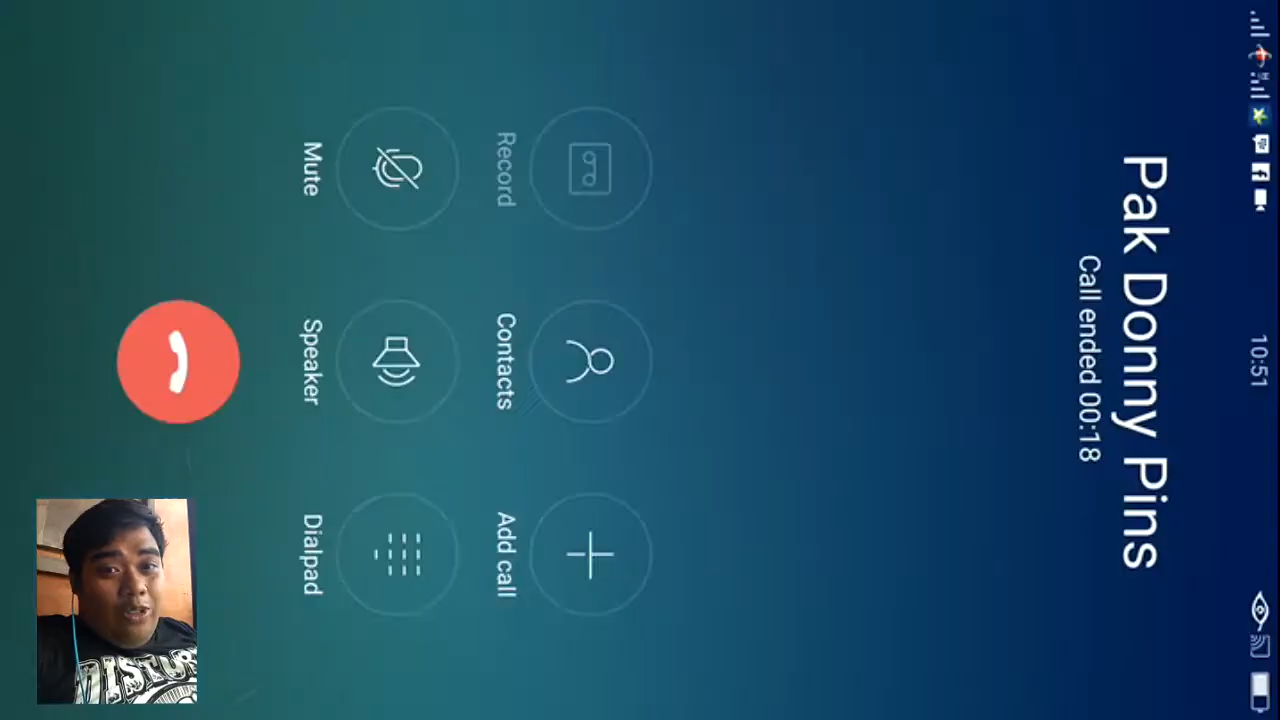 10:51
Pak Donny Pins
Call ended 00:18
Record
Contacts
Add call
Mute
Speaker
Dialpad